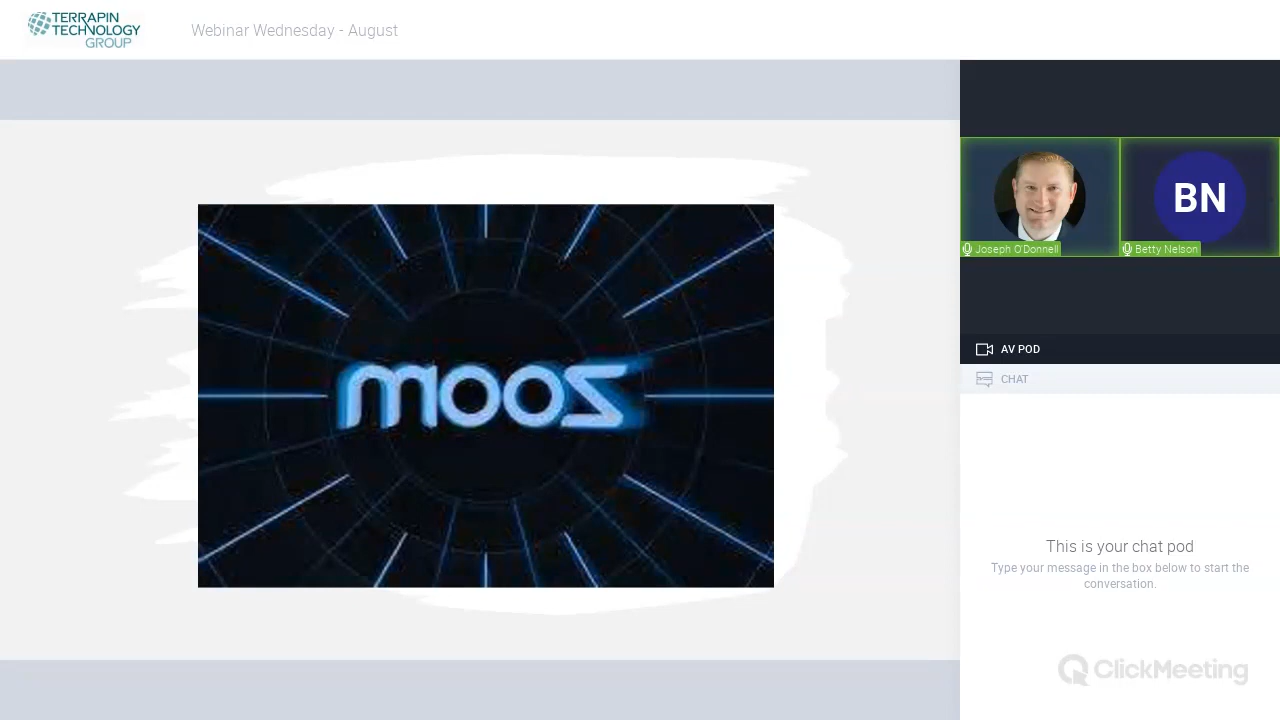 TERRAPIN
TECHNOLOGY
GROUP
Webinar Wednesday - August
zoom
BN
Joseph O'Donnell
Betty Nelson
AV POD
CHAT
This is your chat pod
Type your message in the box below to start the
conversation.
ClickMeeting